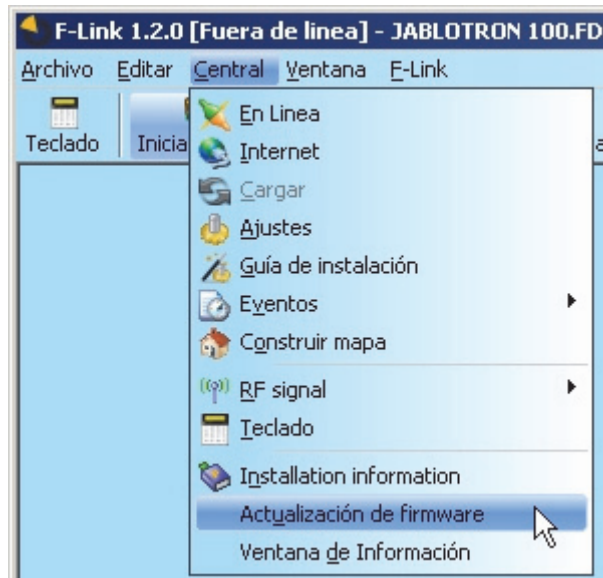 F-Link 1.2.0 [Fuera de linea] - JABLOTRON 100.FD
Archivo Editar Central Ventana F-Link
Teclado
En Linea
Internet
Cargar
Ajustes
Guía de instalación
Eventos
Construir mapa
RF signal
Teclado
Installation information
Actualización de firmware
Ventana de Información